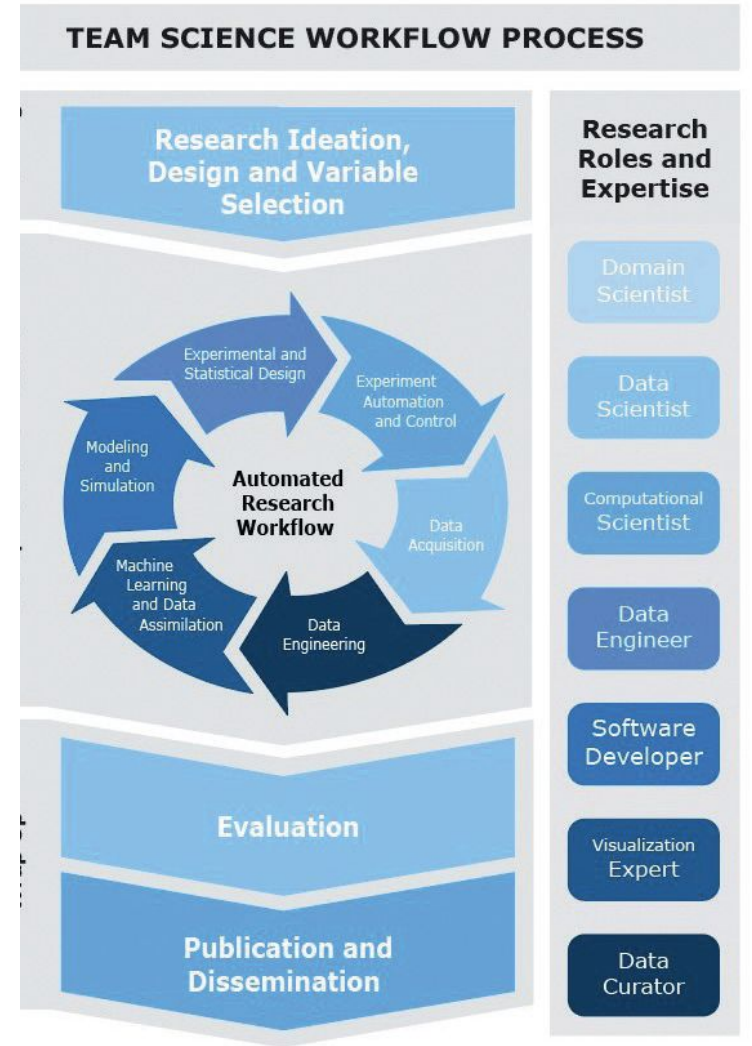 TEAM SCIENCE WORKFLOW PROCESS
Research Ideation,
Design and Variable
Selection
Experimental and
Statistical Design
Experiment
Automation
and Control
Data
Acquisition
Data
Engineering
Machine
Learning
and Data
Assimilation
Modeling
and
Simulation
Automated
Research
Workflow
Evaluation
Publication and
Dissemination
Research
Roles and
Expertise
Domain
Scientist
Data
Scientist
Computational
Scientist
Data
Engineer
Software
Developer
Visualization
Expert
Data
Curator